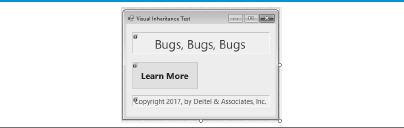 Visual Inheritance Test
Bugs, Bugs, Bugs
Learn More
Copyright 2017, by Deitel & Associates, Inc.